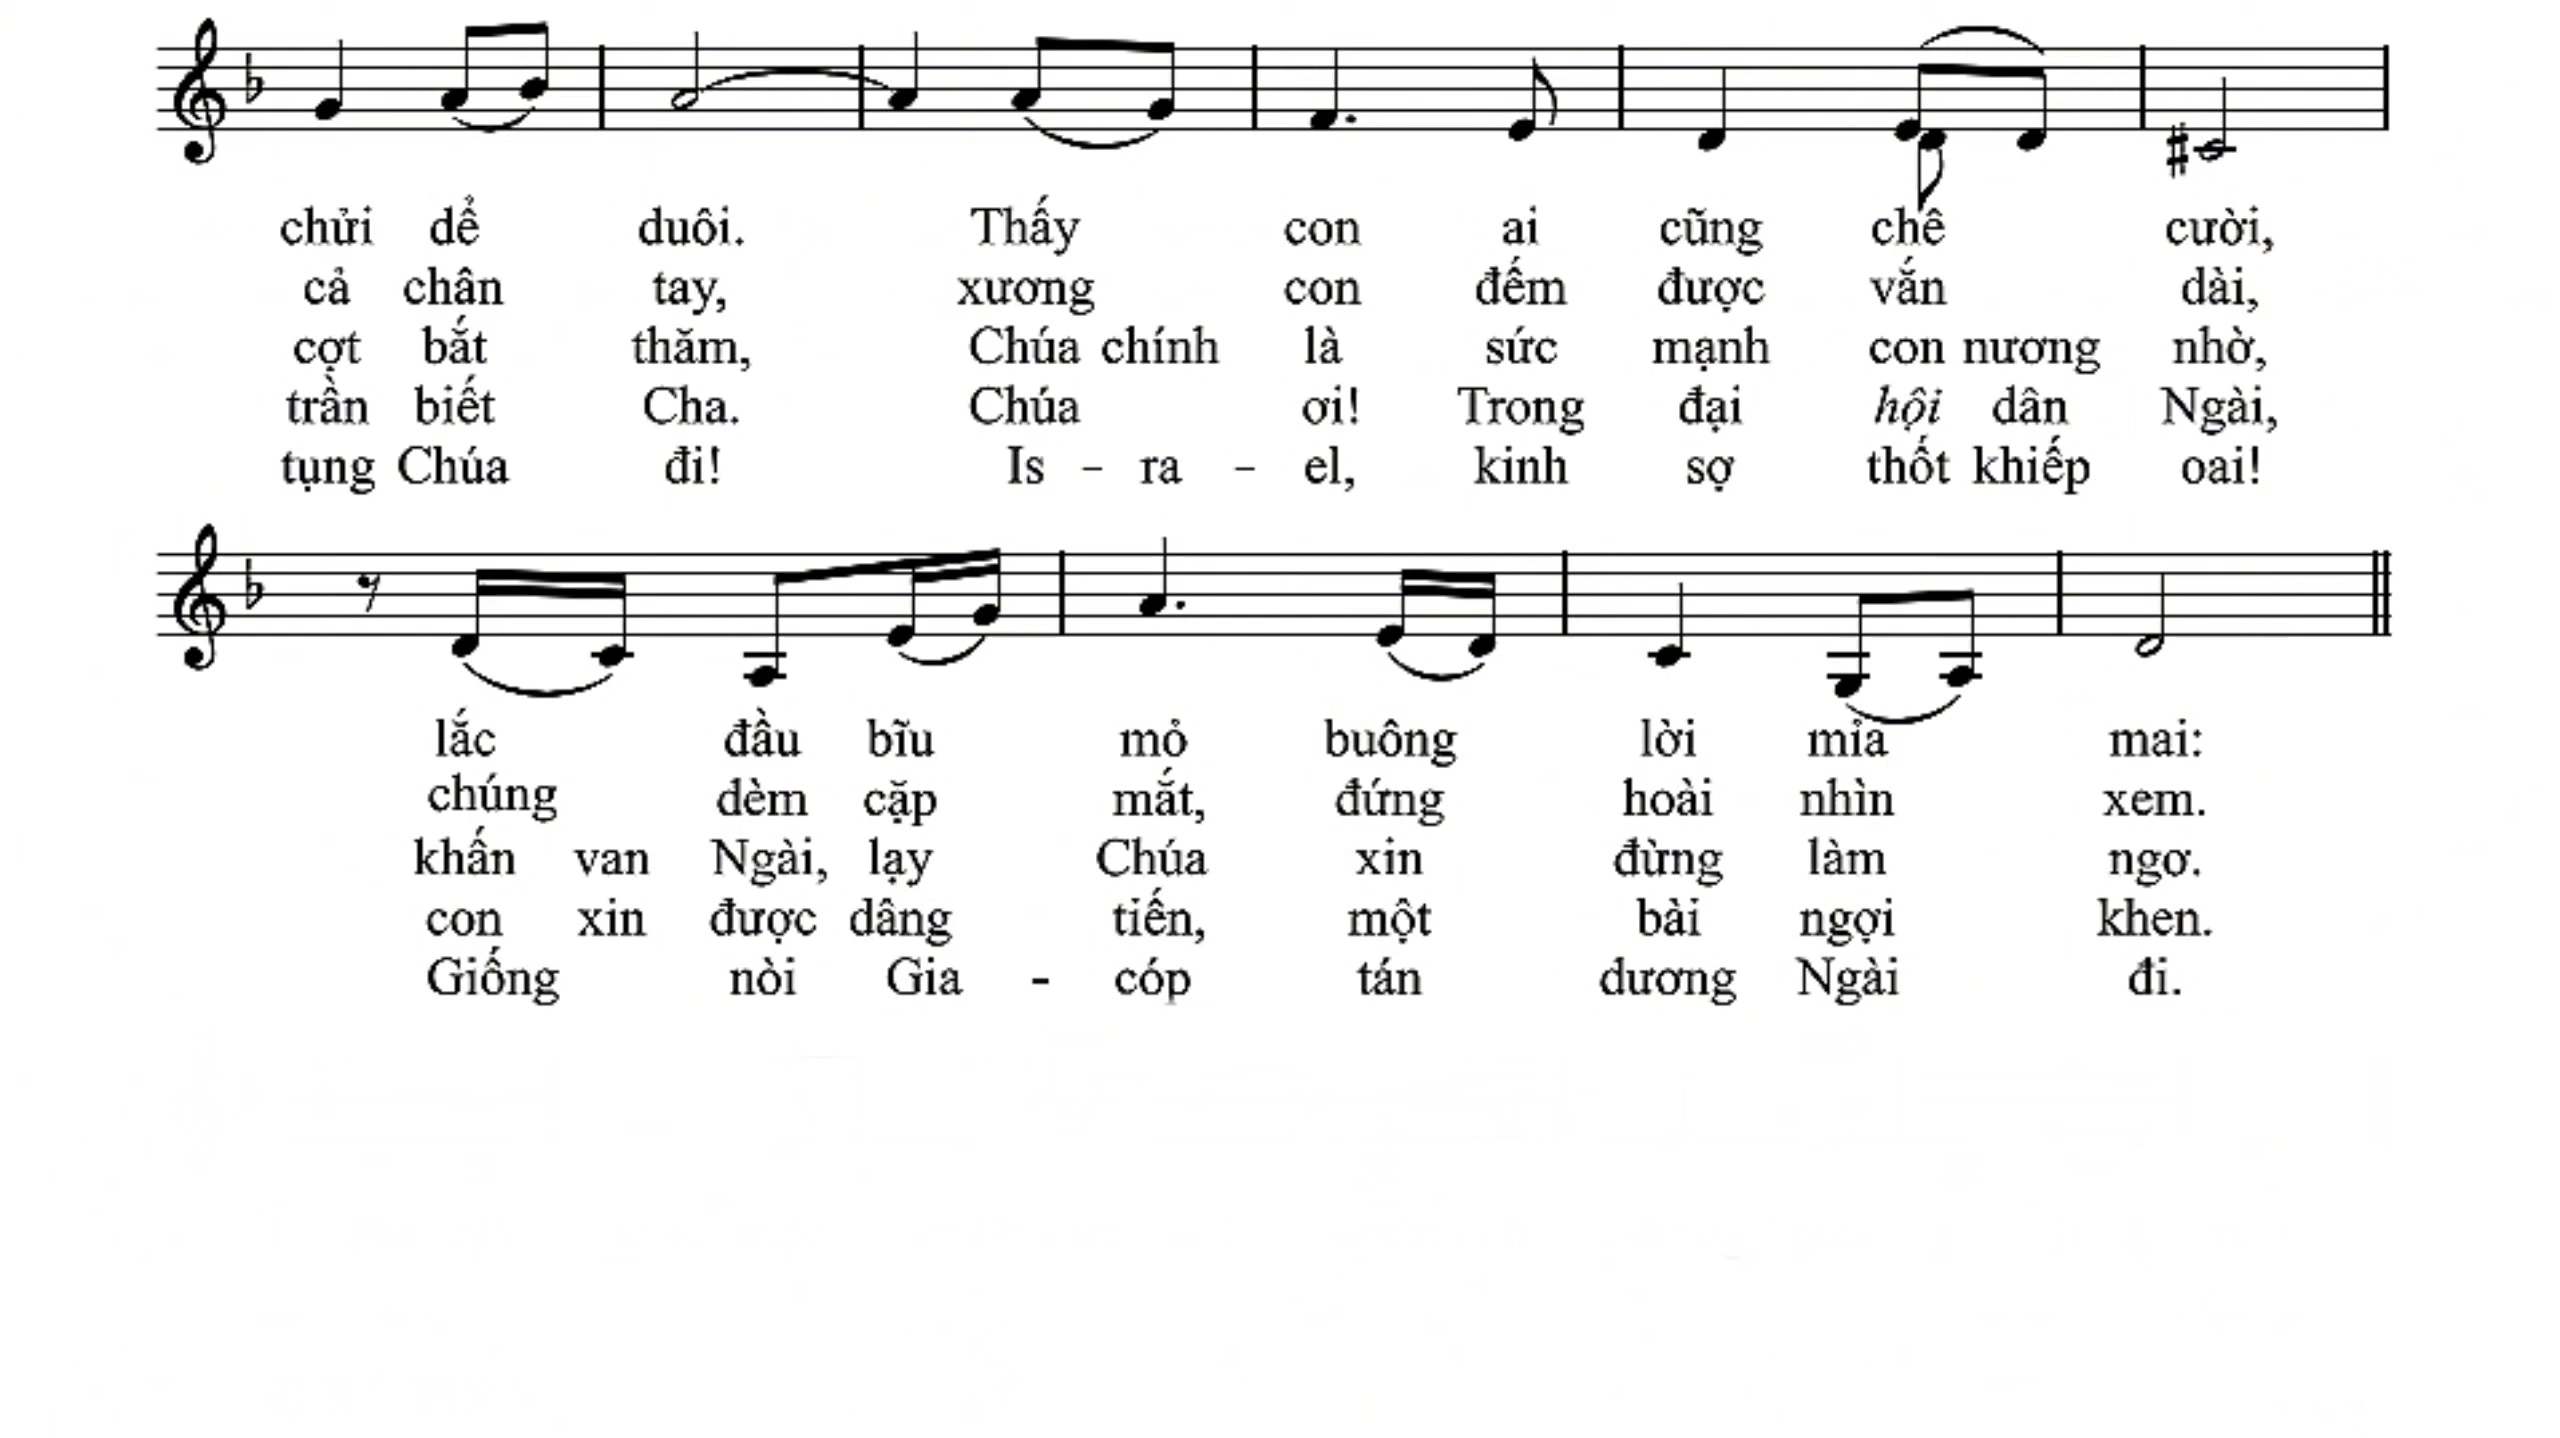 chửi dể duôi. Thấy con ai cũng chê cười,
cả chân tay, xương con đếm được vắn dài,
cợt bắt thăm, Chúa chính là sức mạnh con nương nhờ,
trần biết Cha. Chúa ơi! Trong đại hội dân Ngài,
tụng Chúa đi! Is - ra - el, kinh sợ thốt khiếp oai!
lắc đầu bĩu mỏ buông lời mỉa mai:
chúng dèm cặp mắt, đứng hoài nhìn xem.
khấn van Ngài, lạy Chúa xin đừng làm ngơ.
con xin được dâng tiến, một bài ngợi khen.
Giống nòi Gia - cóp tán dương Ngài đi.